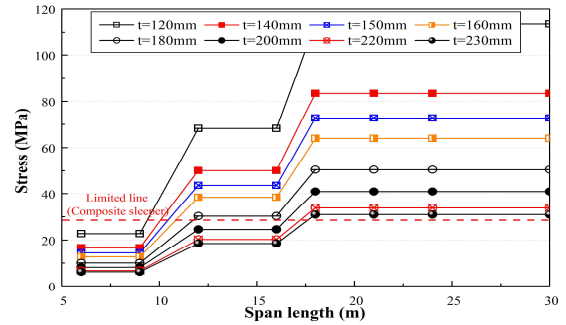 120
100
80
60
40
20
0
Stress (MPa)
t=120mm t=140mm t=150mm t=160mm
t=180mm t=200mm t=220mm t=230mm
Limited line
(Composite sleeper)
5 10 15 20 25 30
Span length (m)